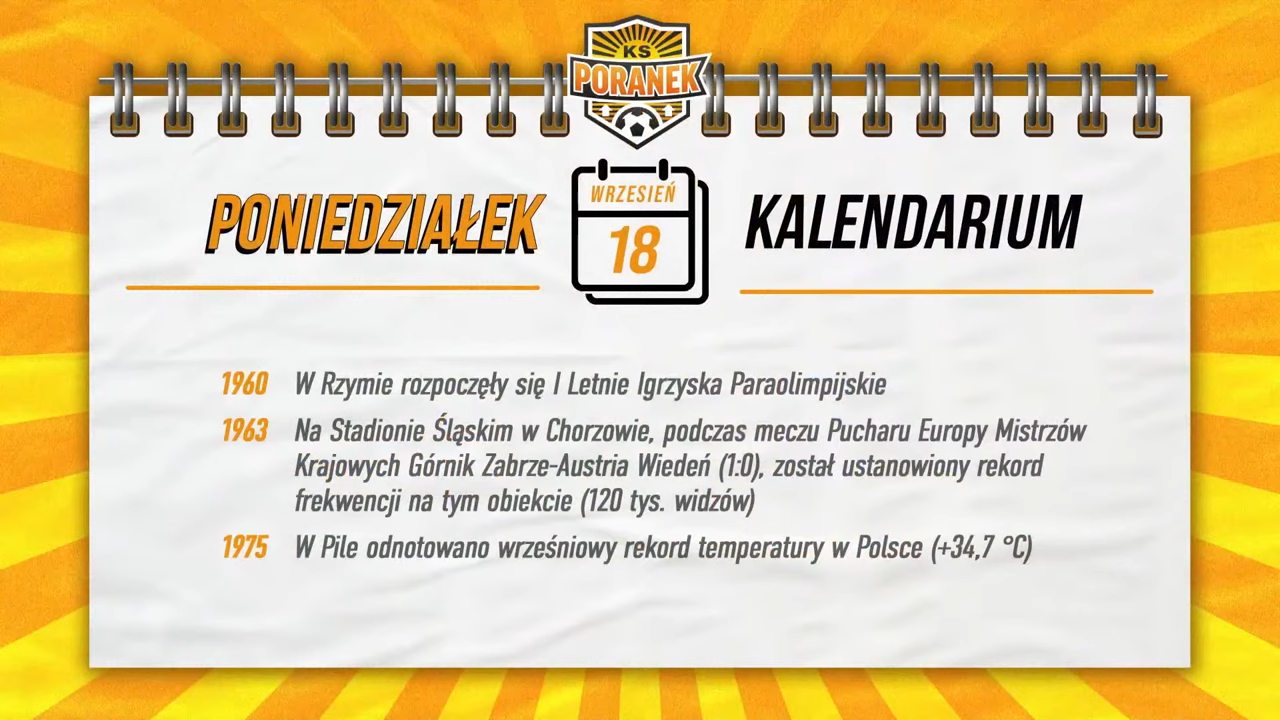 KS
PORANEK
PONIEDZIAŁEK
WRZESIEŃ
18
KALENDARIUM
1960 W Rzymie rozpoczęły się I Letnie Igrzyska Paraolimpijskie
1963 Na Stadionie Śląskim w Chorzowie, podczas meczu Pucharu Europy Mistrzów
Krajowych Górnik Zabrze-Austria Wiedeń (1:0), został ustanowiony rekord
frekwencji na tym obiekcie (120 tys. widzów)
1975 W Pile odnotowano wrześniowy rekord temperatury w Polsce (+34,7 °C)